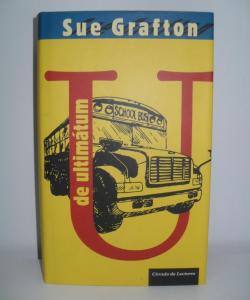 Sue Grafton
U
de ultimátum
SCHOOL BUS
Círculo de Lectores